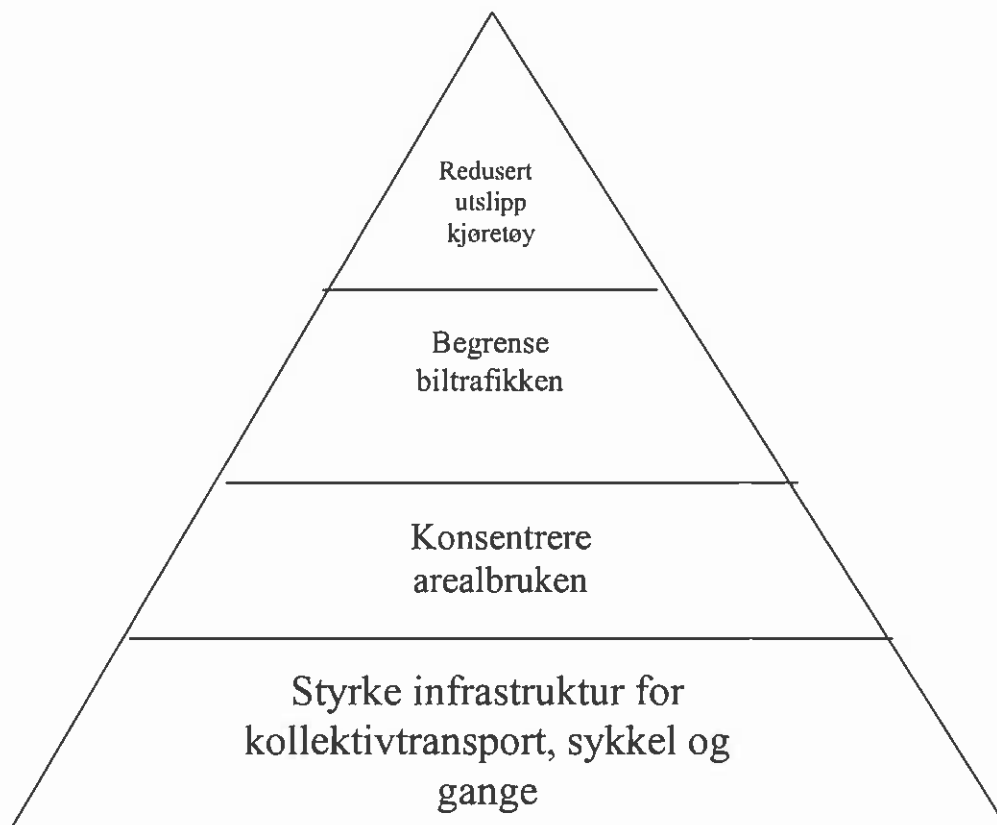 Redusert
utslipp
kjøretøy
Begrense
biltrafikken
Konsentrere
arealbruken
Styrke infrastruktur for
kollektivtransport, sykkel og
gange